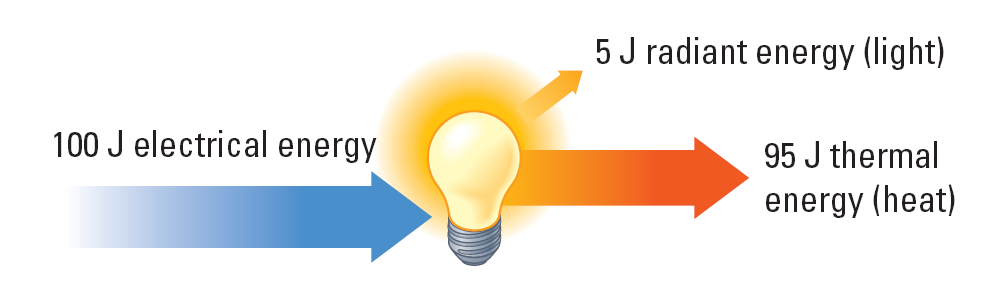 5 J radiant energy (light)
100 J electrical energy
95 J thermal
energy (heat)